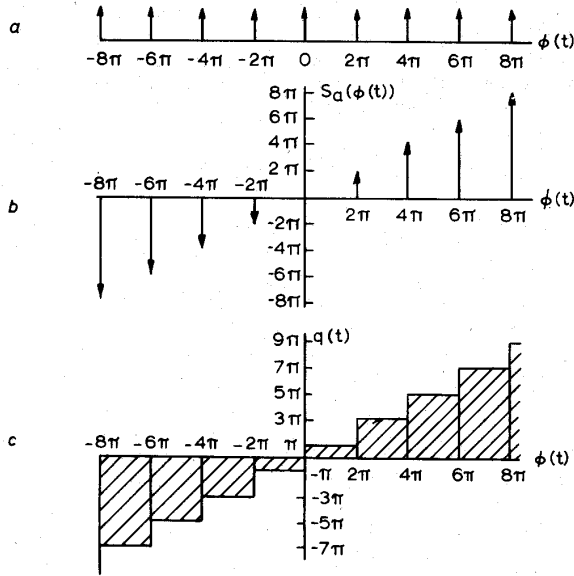 a
-8π -6π -4π -2π 0 2π 4π 6π 8π ϕ(t)
8π Sa(ϕ(t))
6π
4π
2π
b
-8π -6π -4π -2π
2π 4π 6π 8π ϕ(t)
-2π
-4π
-6π
-8π
9π q(t)
7π
5π
3π
c
-8π -6π -4π -2π π
2π 4π 6π 8π ϕ(t)
-π
-3π
-5π
-7π